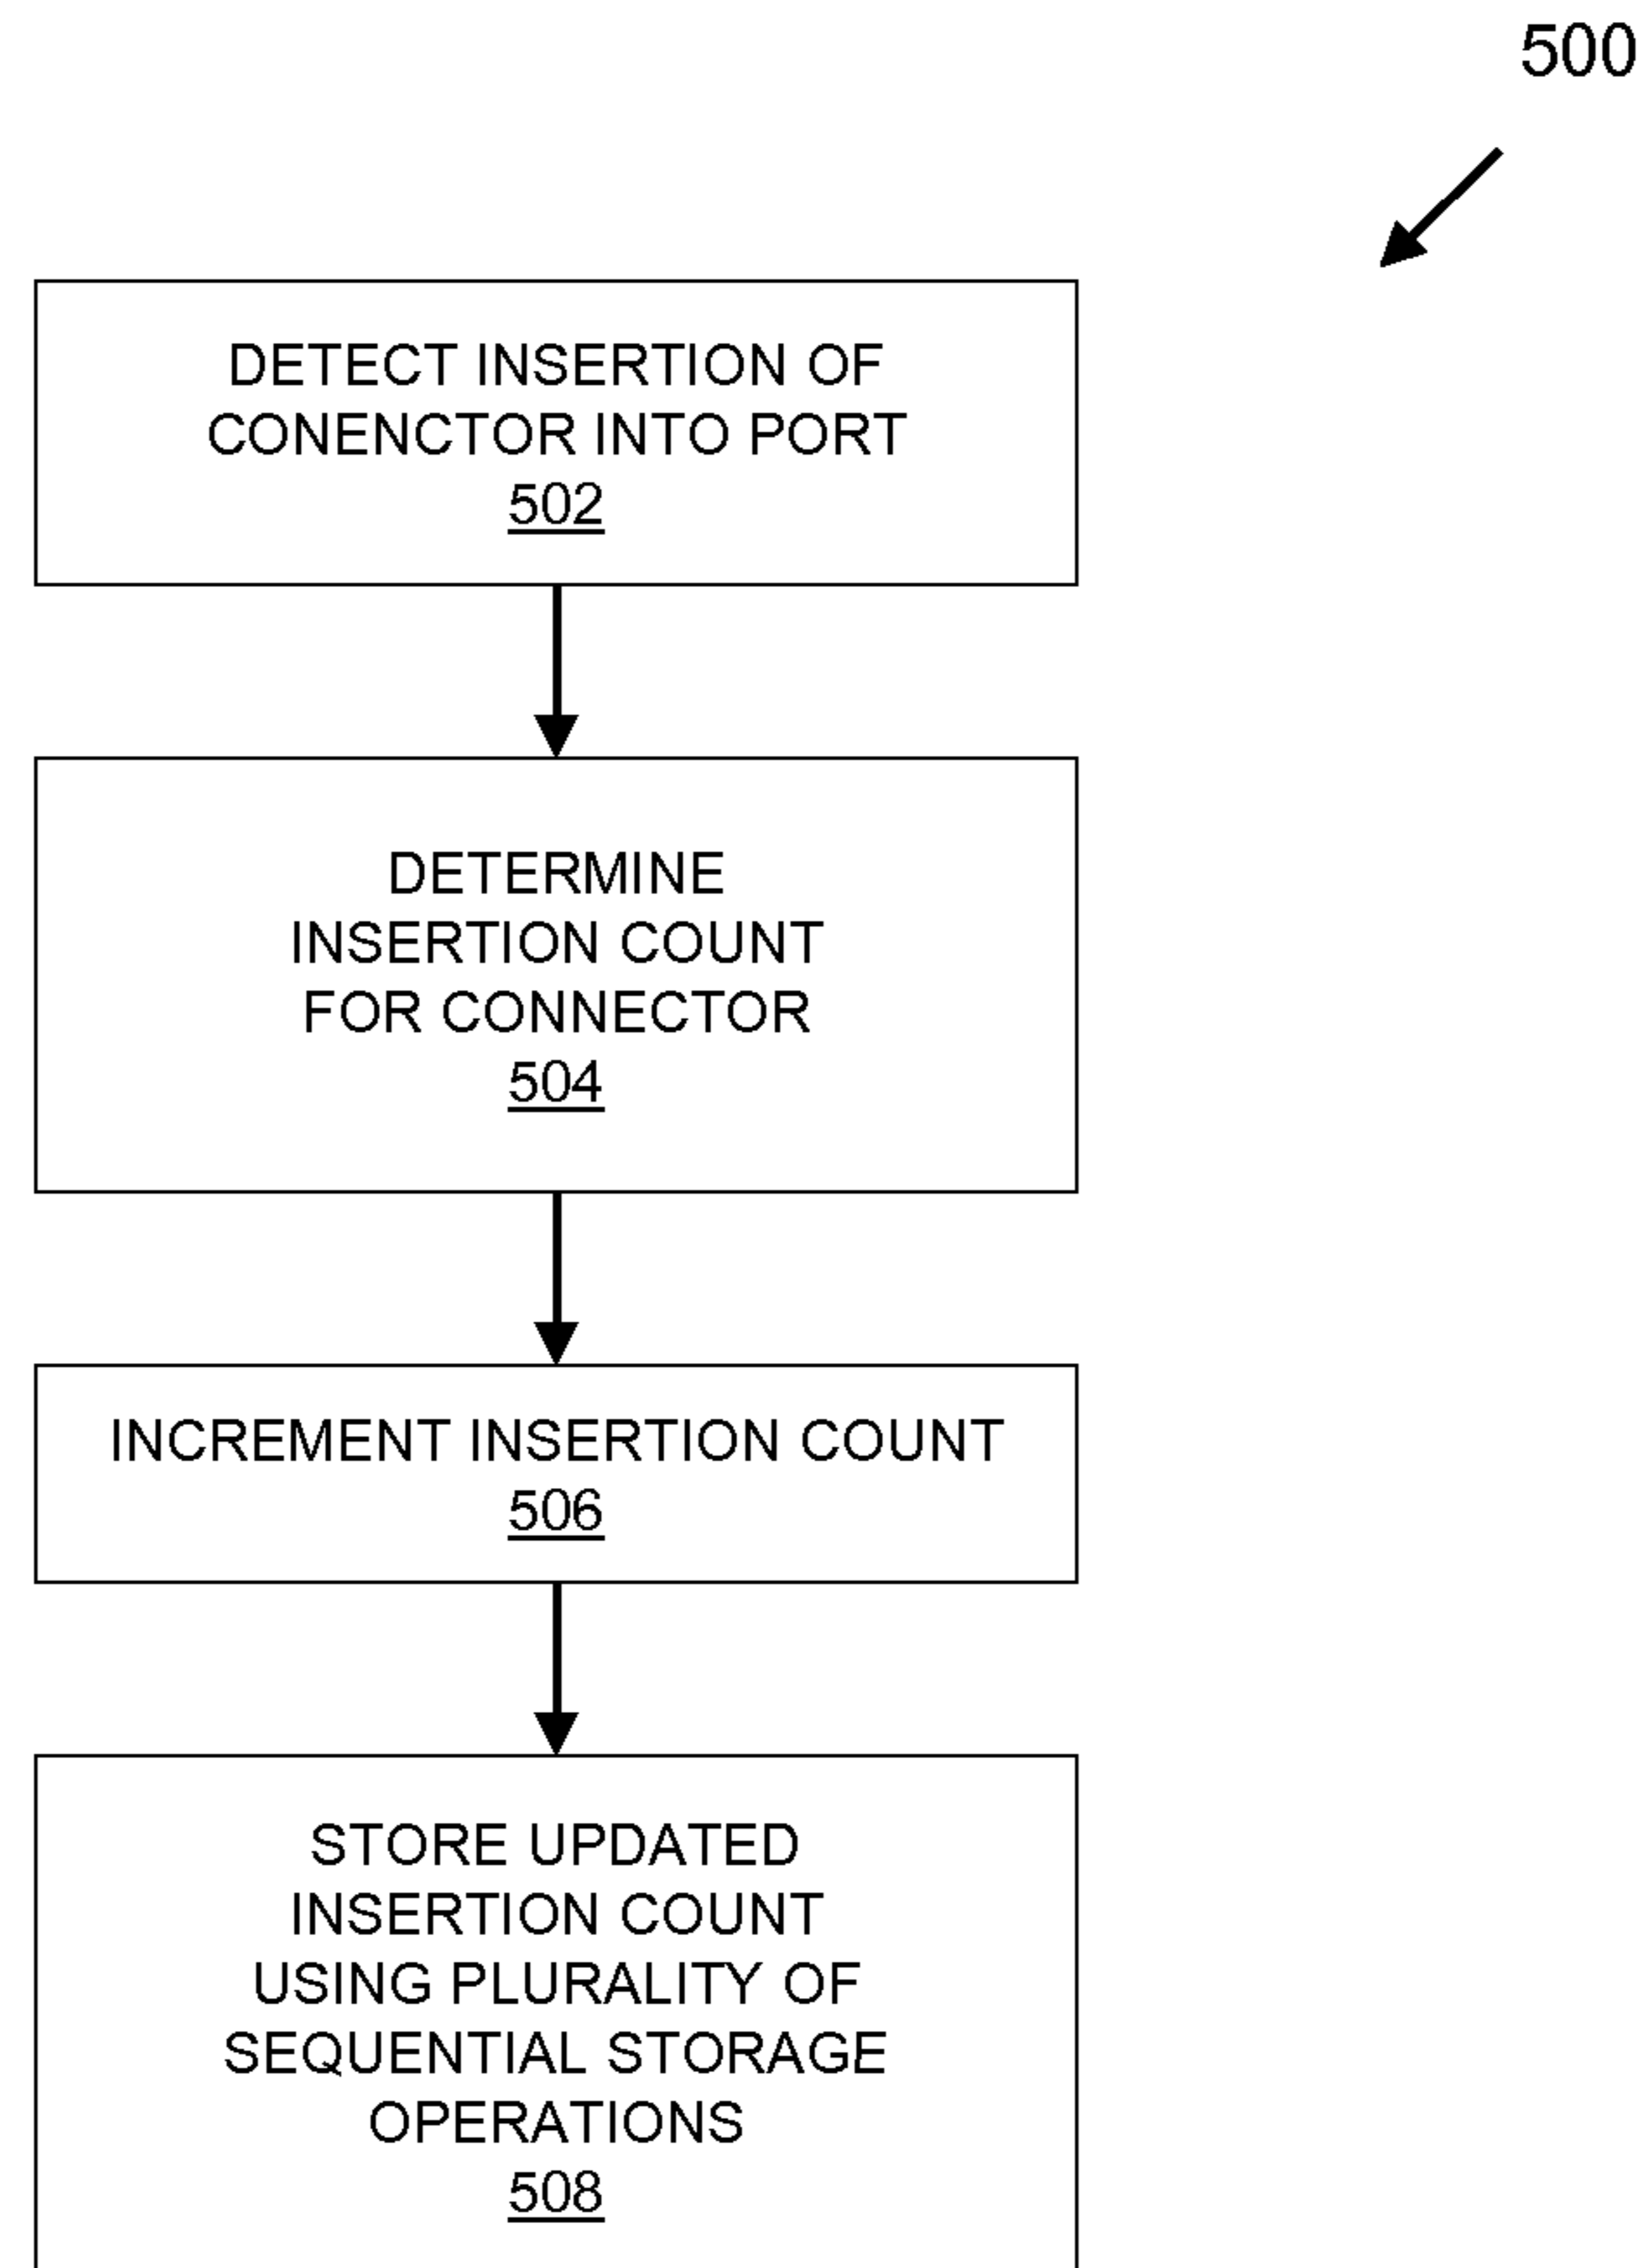 500
DETECT INSERTION OF
CONENCTOR INTO PORT
502
DETERMINE
INSERTION COUNT
FOR CONNECTOR
504
INCREMENT INSERTION COUNT
506
STORE UPDATED
INSERTION COUNT
USING PLURALITY OF
SEQUENTIAL STORAGE
OPERATIONS
508